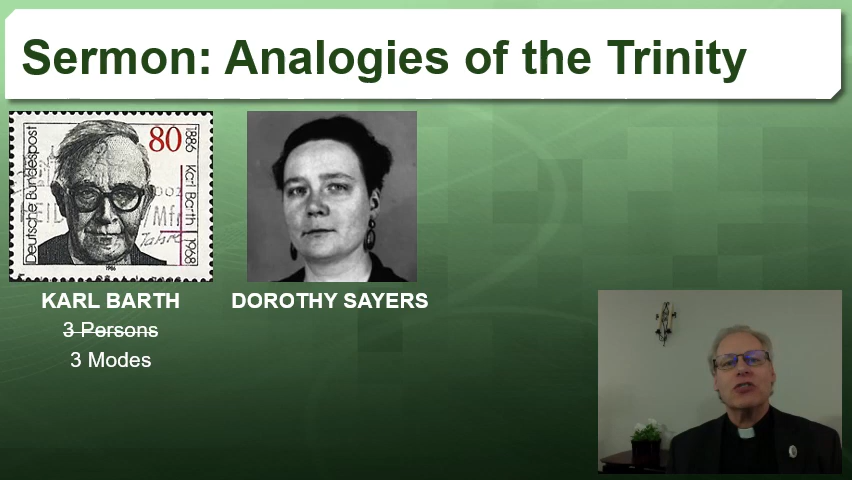 Sermon: Analogies of the Trinity
Deutsche Bundespost
80
1886 Karl Barth 1968
1986
KARL BARTH
3 Persons
3 Modes
DOROTHY SAYERS